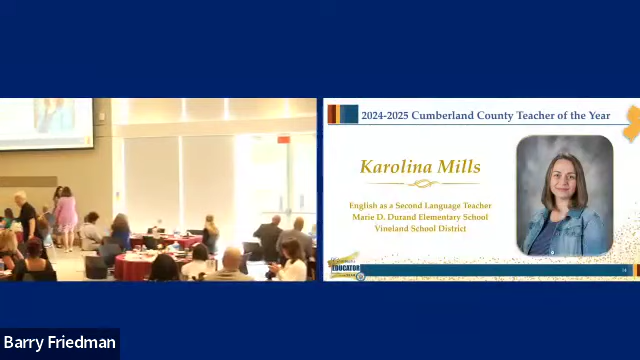 2024-2025 Cumberland County Teacher of the Year
Karolina Mills
English as a Second Language Teacher
Marie D. Durand Elementary School
Vineland School District
EDUCATOR
Barry Friedman